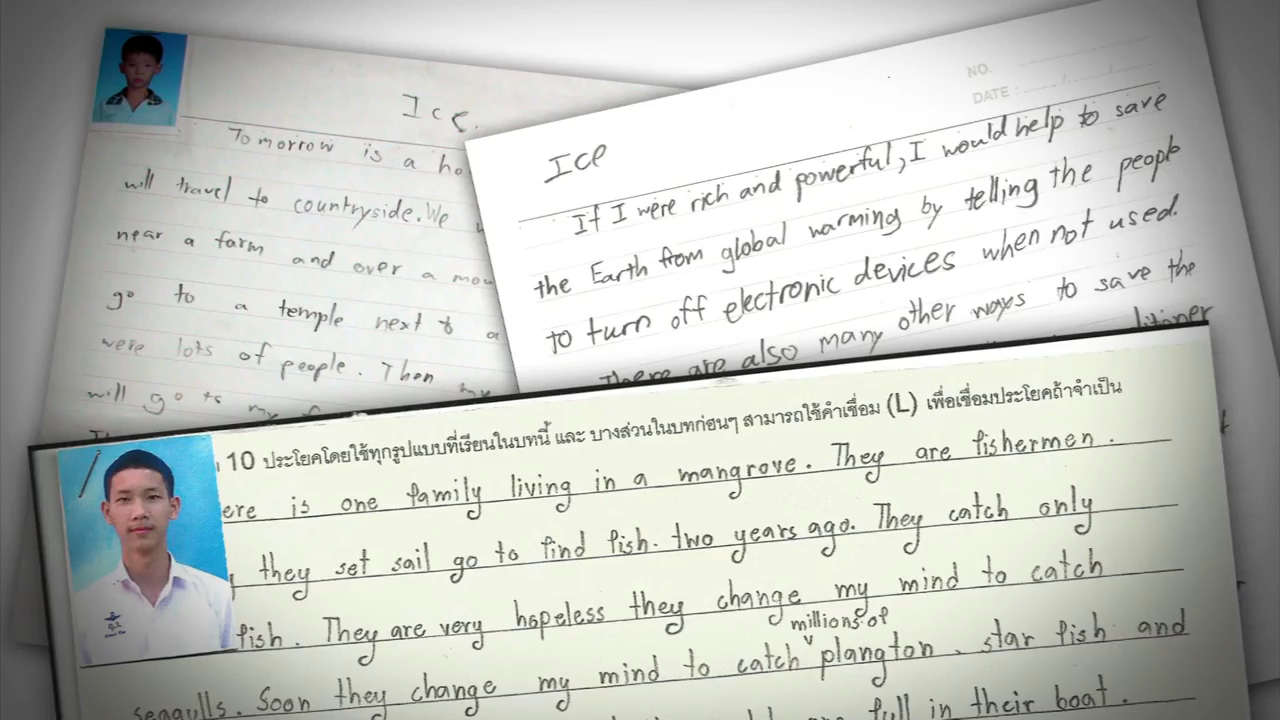 Ice.
Tomorrow is a ho
will travel to countryside. We
near a farm and over a mou
go to a temple next to a
were lots of people. Then my
will go to my
Ice
NO.
DATE :
If I were rich and powerful, I would help to save
the Earth from global warming by telling the people
to turn off electronic devices when not used.
There are also many other ways to save the
10 ประโยคโดยใช้ทุกรูปแบบที่เรียนในบทนี้ และ บางส่วนในบทก่อนๆ สามารถใช้คำเชื่อม (L) เพื่อเชื่อมประโยคถ้าจำเป็น
ere is one family living in a mangrove. They are fishermen.
they set sail go to find fish. two years ago. They catch only
fish. They are very hopeless they change my mind to catch
millions of
seagulls. Soon they change my mind to catch plangton, star fish and
full in their boat.